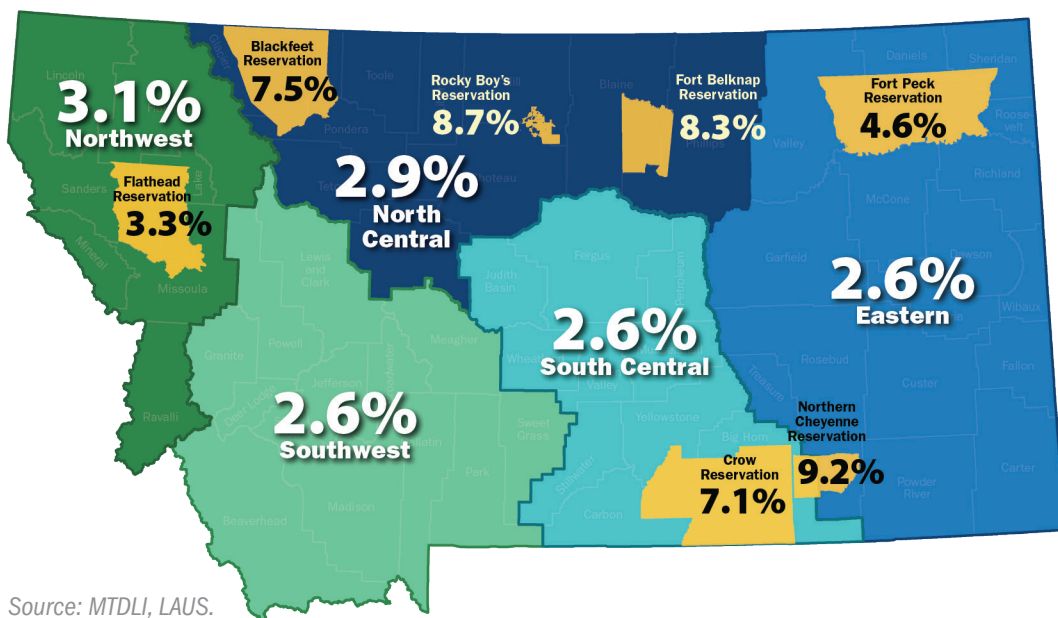 Blackfeet
Reservation
7.5%
Rocky Boy's
Reservation
8.7%
Fort Belknap
Reservation
8.3%
Fort Peck
Reservation
4.6%
3.1%
Northwest
Flathead
Reservation
3.3%
2.9%
North
Central
2.6%
Eastern
2.6%
South Central
2.6%
Southwest
Northern
Cheyenne
Reservation
9.2%
Crow
Reservation
7.1%
Lincoln
Glacier
Toole
Blaine
Phillips
Valley
Daniels
Sheridan
Roose-
velt
Richland
McCone
Garfield
Dawson
Wibaux
Fallon
Custer
Rosebud
Treasure
Powder
River
Carter
Big Horn
Yellowstone
Carbon
Stillwater
Sweet
Grass
Park
Madison
Beaverhead
Jefferson
Powell
Granite
Deer Lodge
Ravalli
Missoula
Mineral
Sanders
Lake
Pondera
Lewis
and
Clark
Meagher
Judith
Basin
Fergus
Petroleum
Valley
Source: MTDLI, LAUS.